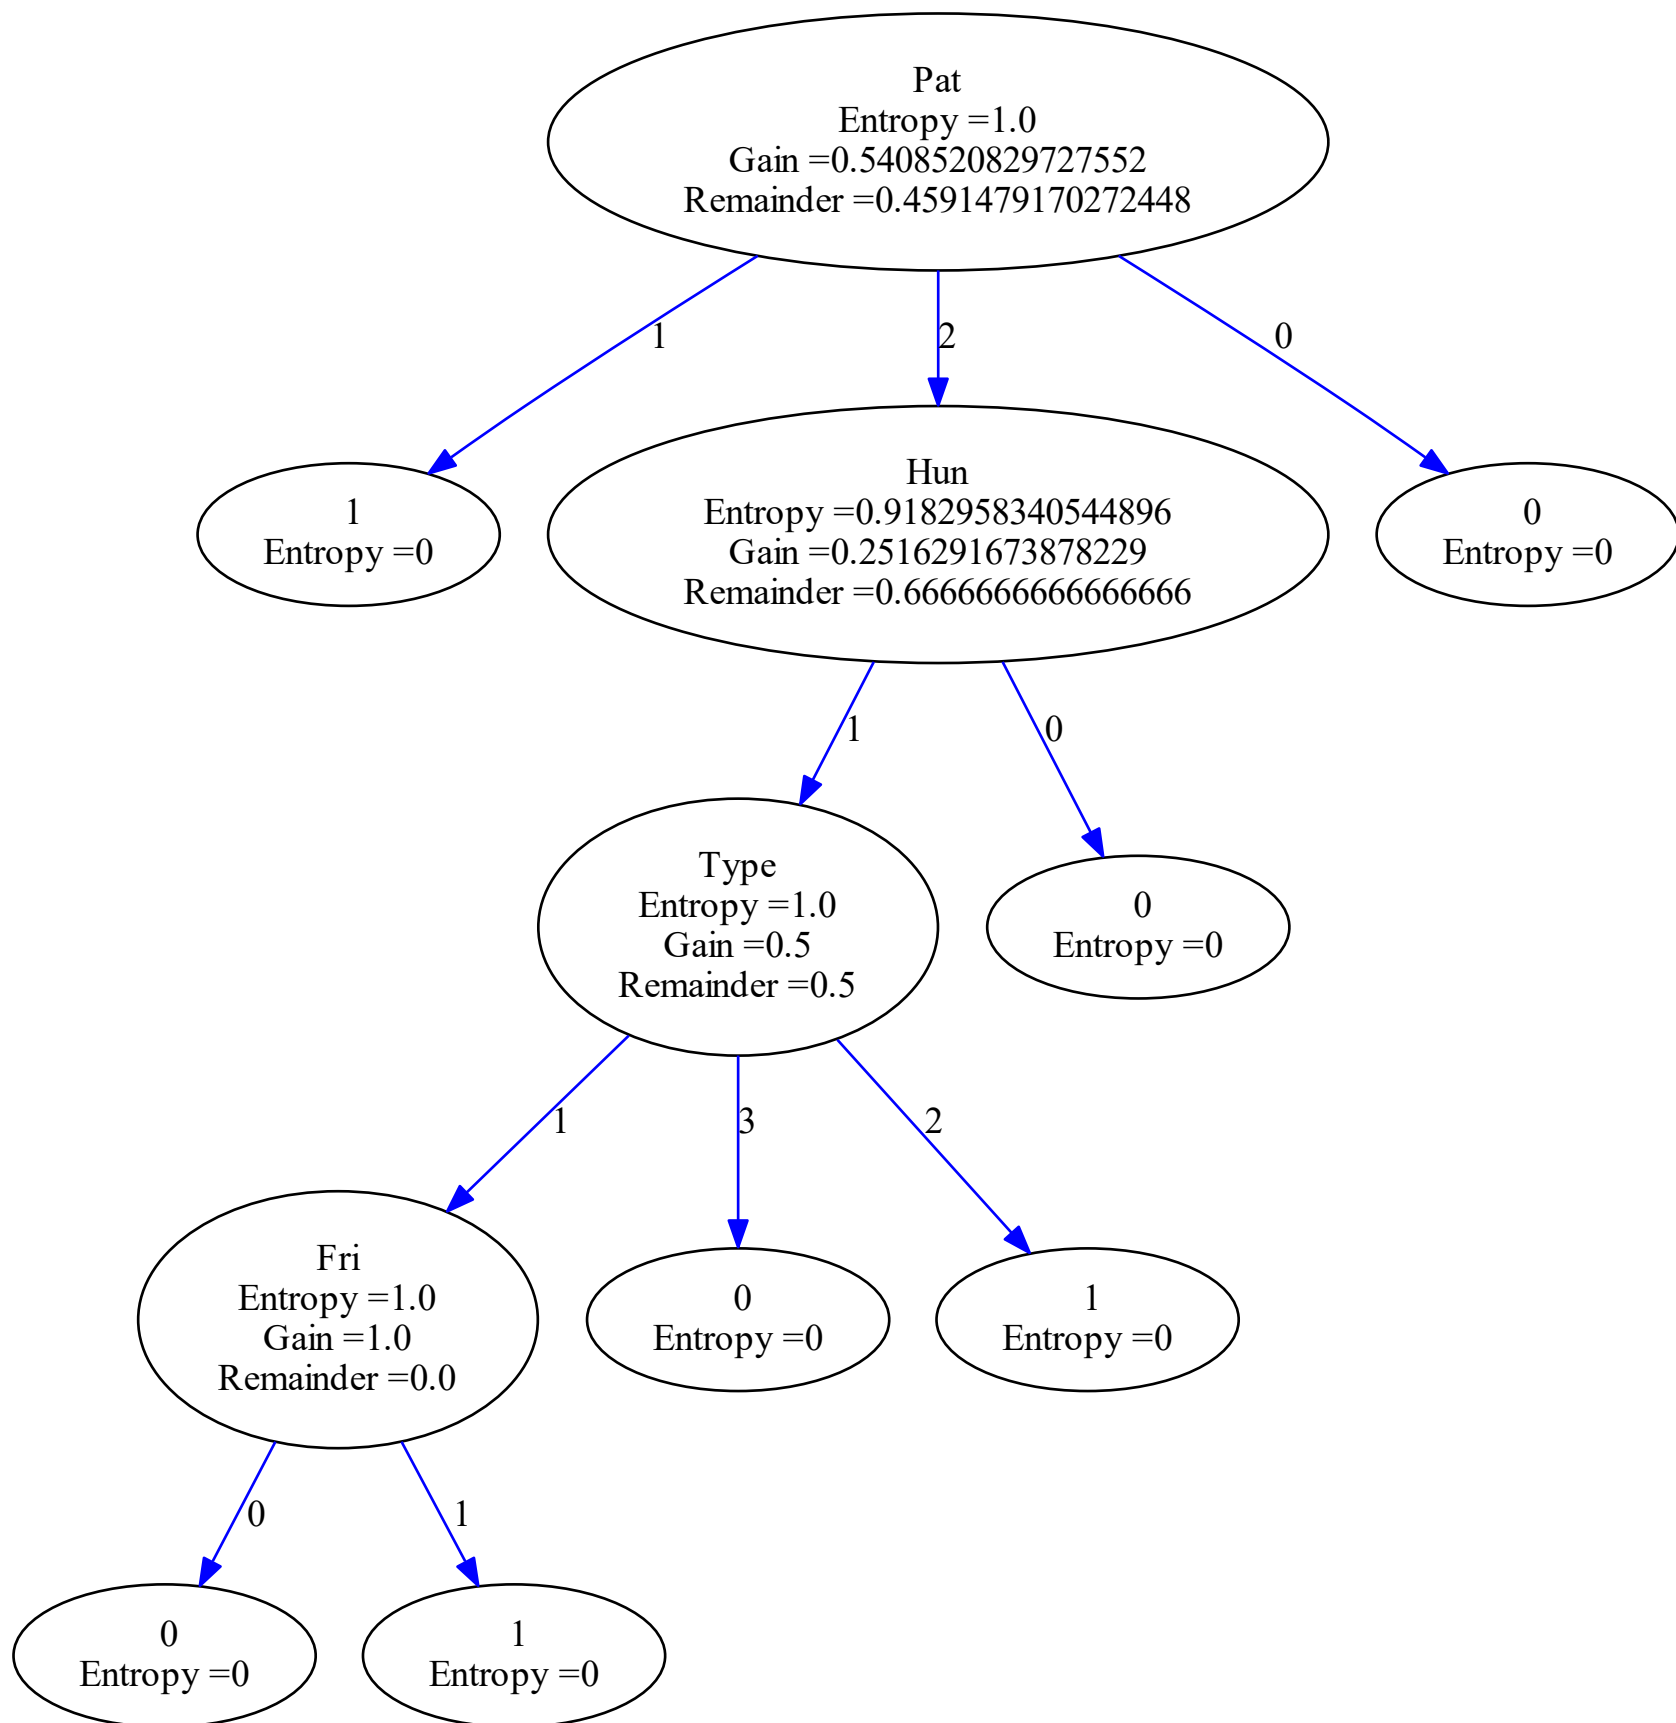 Pat
Entropy =1.0
Gain =0.5408520829727552
Remainder =0.4591479170272448
1
2
0
1
Entropy =0
Hun
Entropy =0.9182958340544896
Gain =0.2516291673878229
Remainder =0.6666666666666666
0
Entropy =0
1
0
Type
Entropy =1.0
Gain =0.5
Remainder =0.5
0
Entropy =0
1
3
2
Fri
Entropy =1.0
Gain =1.0
Remainder =0.0
0
Entropy =0
1
Entropy =0
0
1
0
Entropy =0
1
Entropy =0